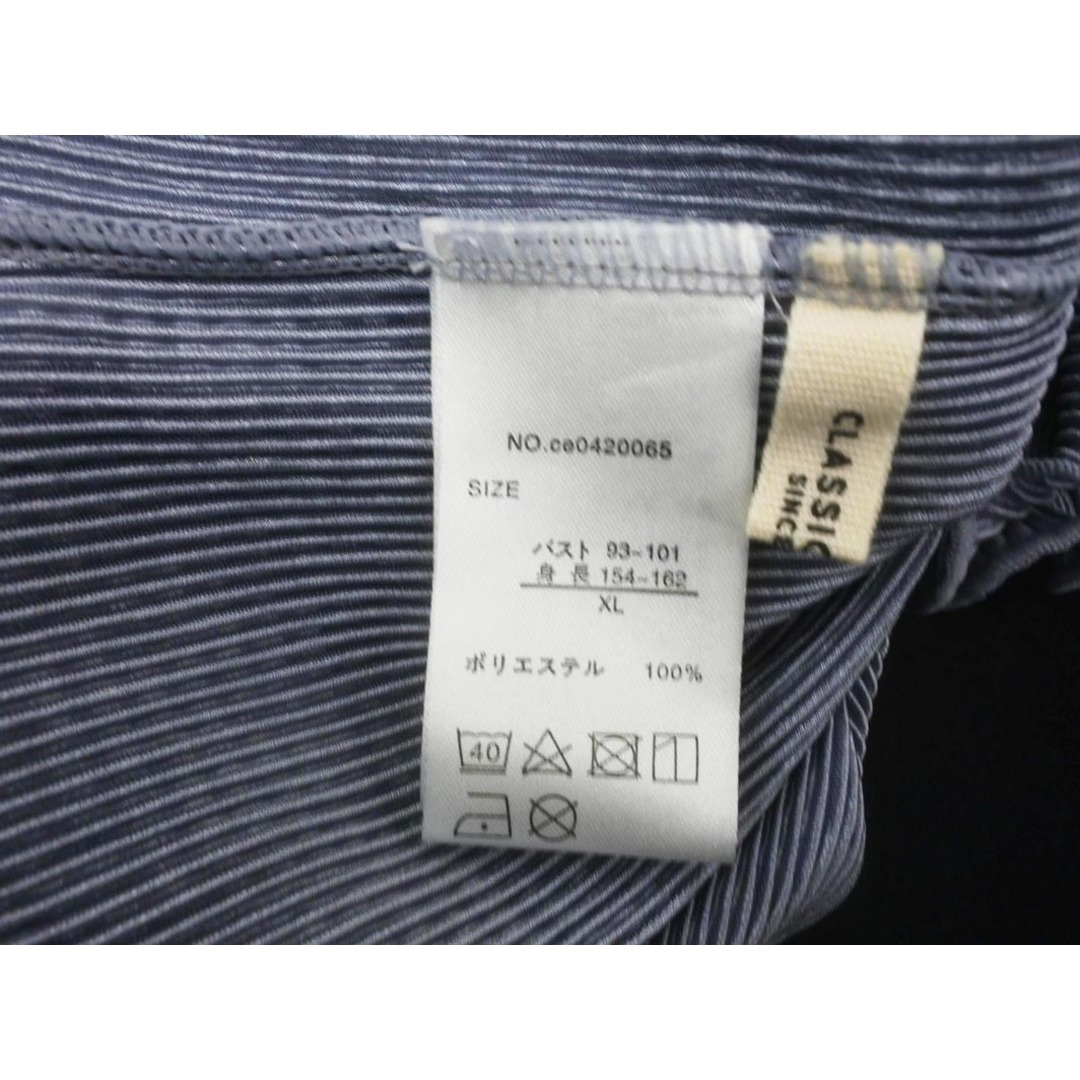 NO.ce0420065
SIZE
バスト 93~101
身長 154~162
XL
ポリエステル 100%
40
CLASSIC